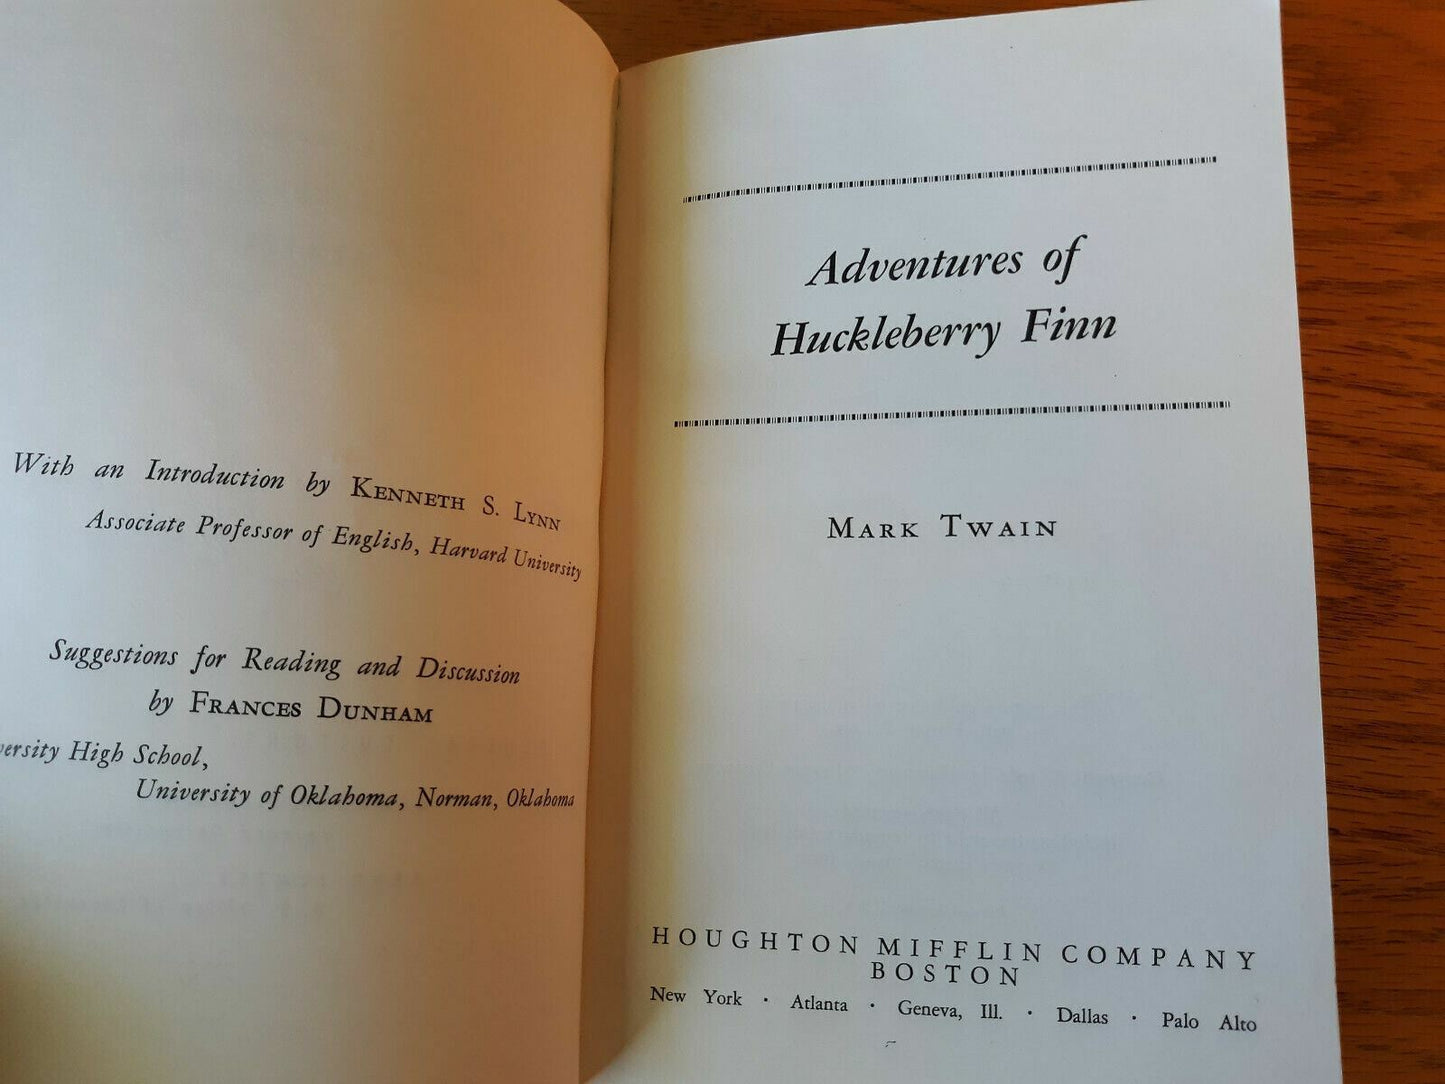 With an Introduction by KENNETH S. LYNN
Associate Professor of English, Harvard University
Suggestions for Reading and Discussion
by FRANCES DUNHAM
High School,
University of Oklahoma, Norman, Oklahoma
Adventures of
Huckleberry Finn
MARK TWAIN
HOUGHTON MIFFLIN COMPANY
BOSTON
New York · Atlanta · Geneva, Ill. · Dallas · Palo Alto